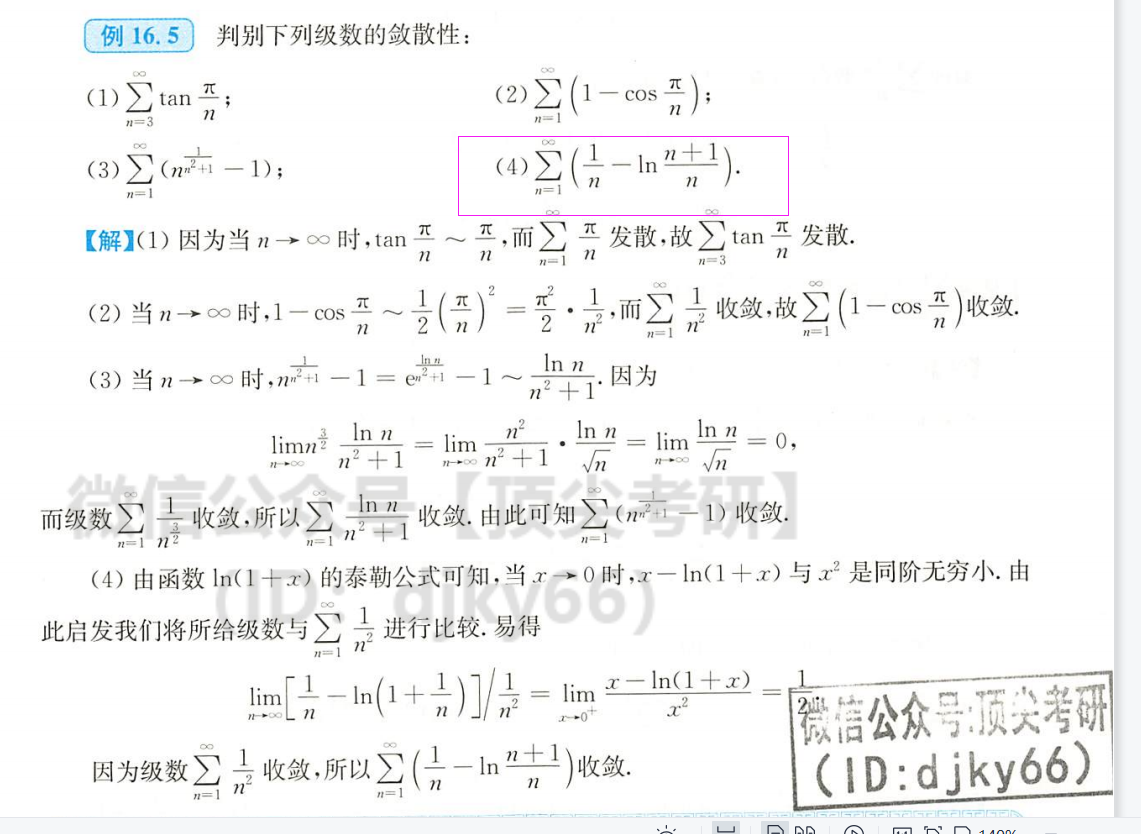 例 16.5 判别下列级数的敛散性:
(1) $\sum_{n=3}^{\infty} \tan \frac{\pi}{n}$; (2) $\sum_{n=1}^{\infty} \left(1-\cos \frac{\pi}{n}\right)$;
(3) $\sum_{n=1}^{\infty} (n^{\frac{1}{n^2+1}}-1)$; (4) $\sum_{n=1}^{\infty} \left(\frac{1}{n}-\ln \frac{n+1}{n}\right)$.
【解】(1) 因为当 $n \to \infty$ 时,$\tan \frac{\pi}{n} \sim \frac{\pi}{n}$,而 $\sum_{n=1}^{\infty} \frac{\pi}{n}$ 发散,故 $\sum_{n=3}^{\infty} \tan \frac{\pi}{n}$ 发散.
(2) 当 $n \to \infty$ 时,$1-\cos \frac{\pi}{n} \sim \frac{1}{2}\left(\frac{\pi}{n}\right)^2 = \frac{\pi^2}{2} \cdot \frac{1}{n^2}$,而 $\sum_{n=1}^{\infty} \frac{1}{n^2}$ 收敛,故 $\sum_{n=1}^{\infty} \left(1-\cos \frac{\pi}{n}\right)$收敛.
(3) 当 $n \to \infty$ 时,$n^{\frac{1}{n^2+1}}-1 = e^{\frac{\ln n}{n^2+1}}-1 \sim \frac{\ln n}{n^2+1}$. 因为
$\lim_{n \to \infty} n^{\frac{3}{2}} \frac{\ln n}{n^2+1} = \lim_{n \to \infty} \frac{n^2}{n^2+1} \cdot \frac{\ln n}{\sqrt{n}} = \lim_{n \to \infty} \frac{\ln n}{\sqrt{n}} = 0$,
而级数 $\sum_{n=1}^{\infty} \frac{1}{n^{\frac{3}{2}}}$ 收敛,所以 $\sum_{n=1}^{\infty} \frac{\ln n}{n^2+1}$ 收敛. 由此可知 $\sum_{n=1}^{\infty} (n^{\frac{1}{n^2+1}}-1)$ 收敛.
微信公众号【顶尖考研】
(4) 由函数 $\ln(1+x)$ 的泰勒公式可知,当 $x \to 0$ 时,$x-\ln(1+x)$ 与 $x^2$ 是同阶无穷小. 由
(ID: djky66)
此启发我们将所给级数与 $\sum_{n=1}^{\infty} \frac{1}{n^2}$ 进行比较. 易得
$\lim_{n \to \infty} \left[\frac{1}{n}-\ln\left(1+\frac{1}{n}\right)\right] / \frac{1}{n^2} = \lim_{x \to 0^+} \frac{x-\ln(1+x)}{x^2} = \frac{1}{2}$.
微信公众号:顶尖考研
(ID:djky66)
因为级数 $\sum_{n=1}^{\infty} \frac{1}{n^2}$ 收敛,所以 $\sum_{n=1}^{\infty} \left(\frac{1}{n}-\ln \frac{n+1}{n}\right)$收敛.